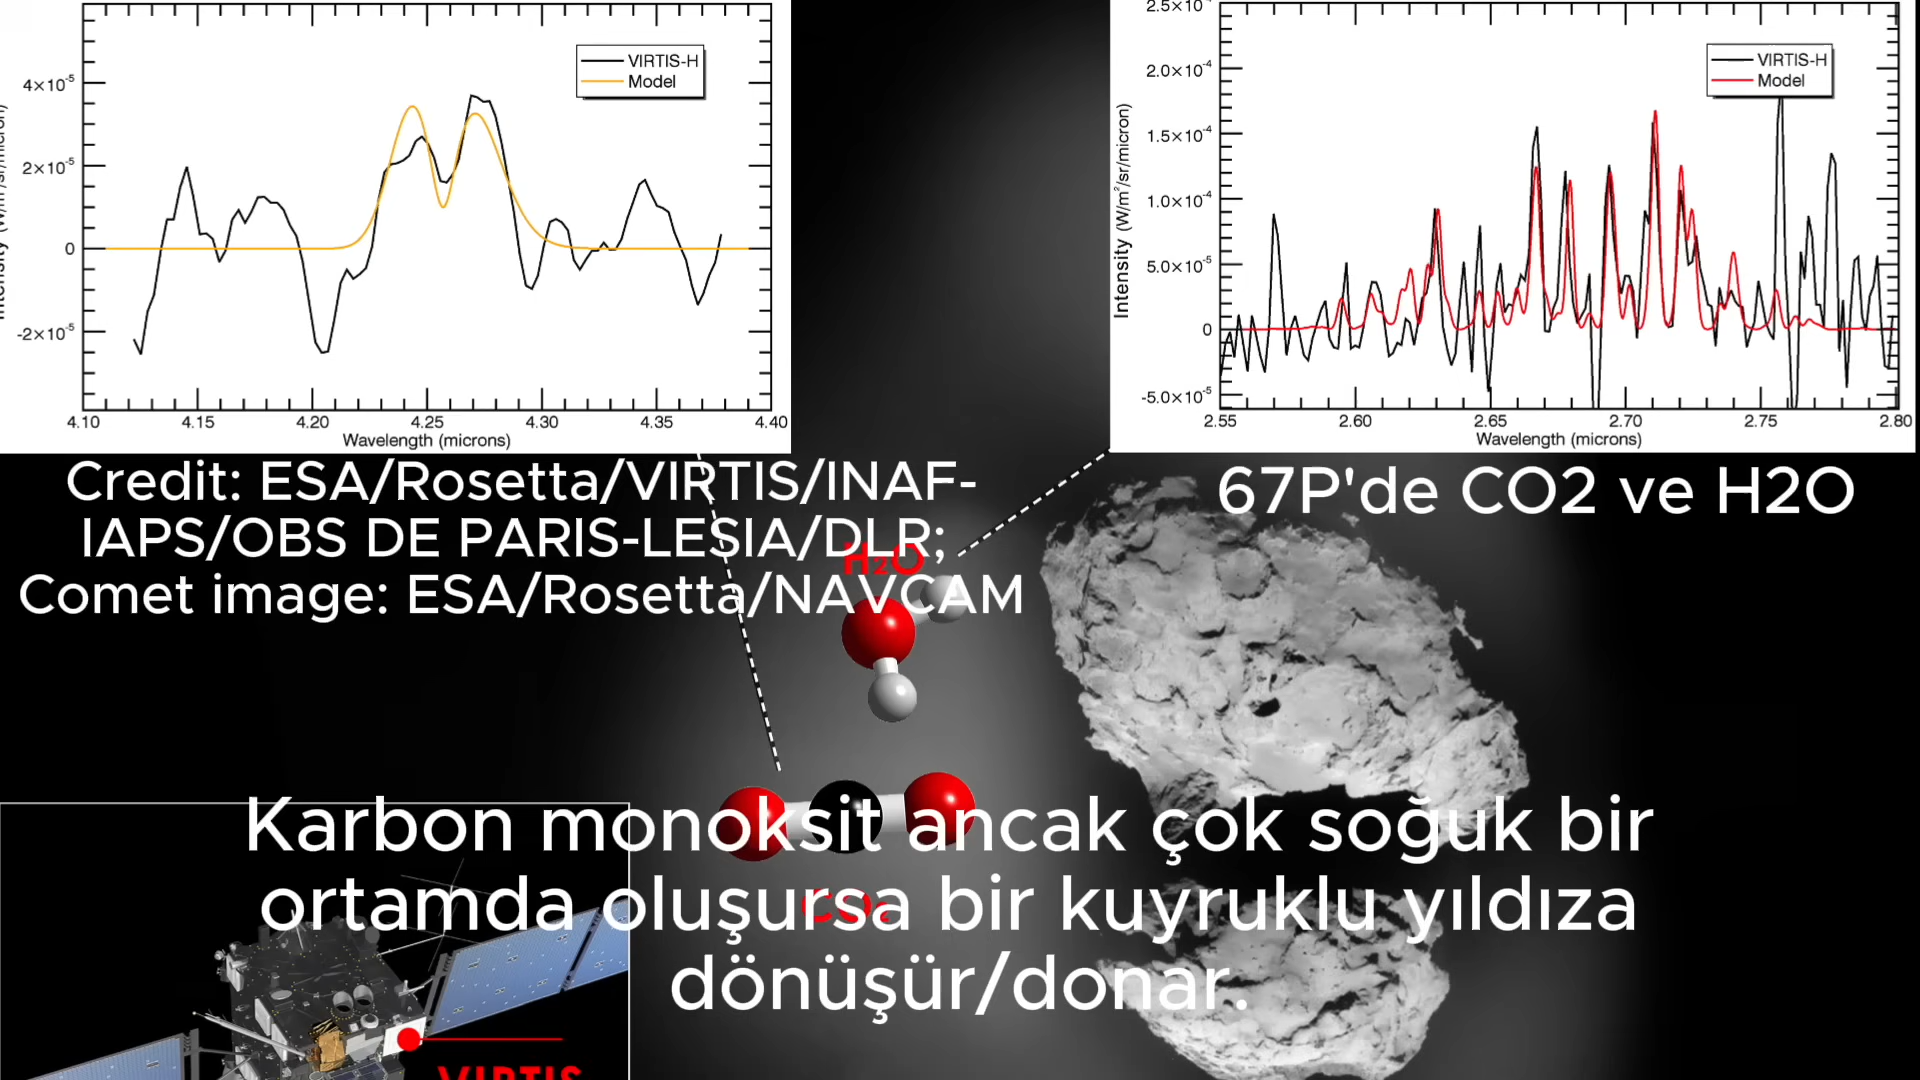 VIRTIS-H
Model
4×10⁻⁵
2×10⁻⁵
0
-2×10⁻⁵
4.10 4.15 4.20 4.25 4.30 4.35 4.40
Wavelength (microns)
2.5×10⁻⁴
2.0×10⁻⁴
1.5×10⁻⁴
1.0×10⁻⁴
5.0×10⁻⁵
0
-5.0×10⁻⁵
Intensity (W/m²/sr/micron)
VIRTIS-H
Model
2.55 2.60 2.65 2.70 2.75 2.80
Wavelength (microns)
Credit: ESA/Rosetta/VIRTIS/INAF-
IAPS/OBS DE PARIS-LESIA/DLR;
Comet image: ESA/Rosetta/NAVCAM
67P'de CO2 ve H2O
H₂O
Karbon monoksit ancak çok soğuk bir
ortamda oluşursa bir kuyruklu yıldıza
dönüşür/donar.
CO₂
VIRTIS